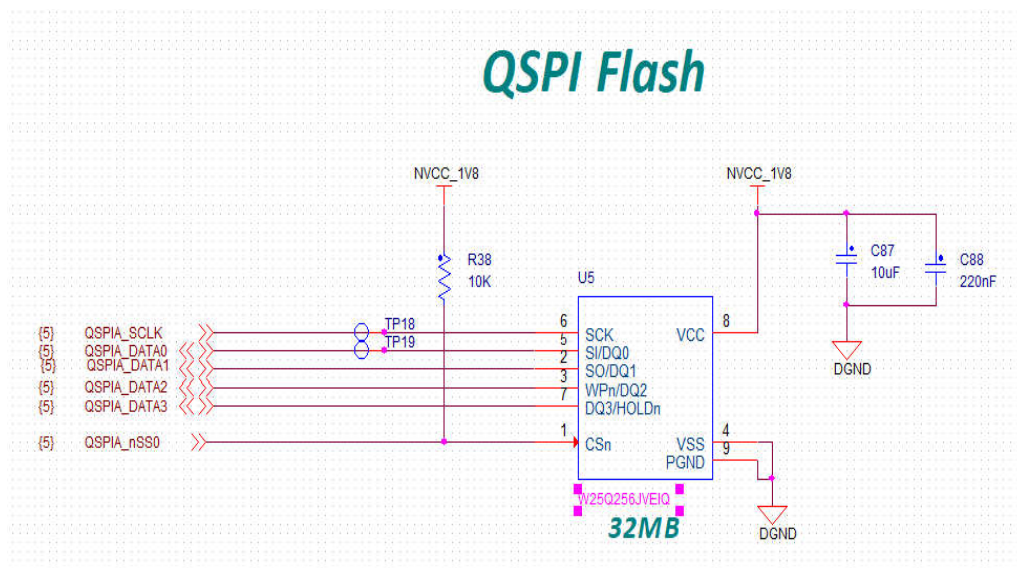 QSPI Flash
NVCC_1V8
NVCC_1V8
R38
10K
C87
10uF
C88
220nF
U5
{5} QSPIA_SCLK
TP18
6 SCK
VCC 8
{5} QSPIA_DATA0
TP19
5 SI/DQ0
{5} QSPIA_DATA1
2 SO/DQ1
{5} QSPIA_DATA2
3 WPn/DQ2
{5} QSPIA_DATA3
7 DQ3/HOLDn
DGND
{5} QSPIA_nSS0
1 CSn
VSS 4
PGND 9
W25Q256JVEIQ
32MB
DGND